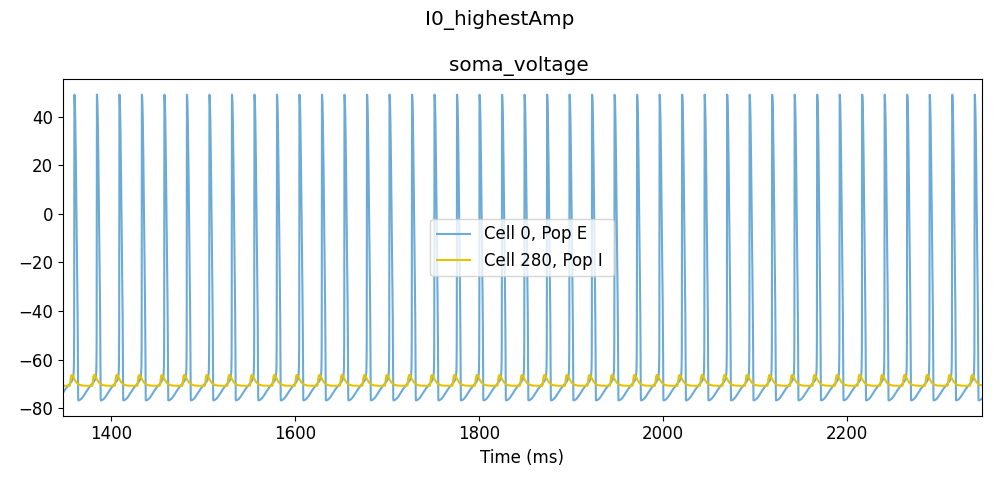 I0_highestAmp
soma_voltage
40
20
0
−20
−40
−60
−80
Cell 0, Pop E
Cell 280, Pop I
1400 1600 1800 2000 2200
Time (ms)